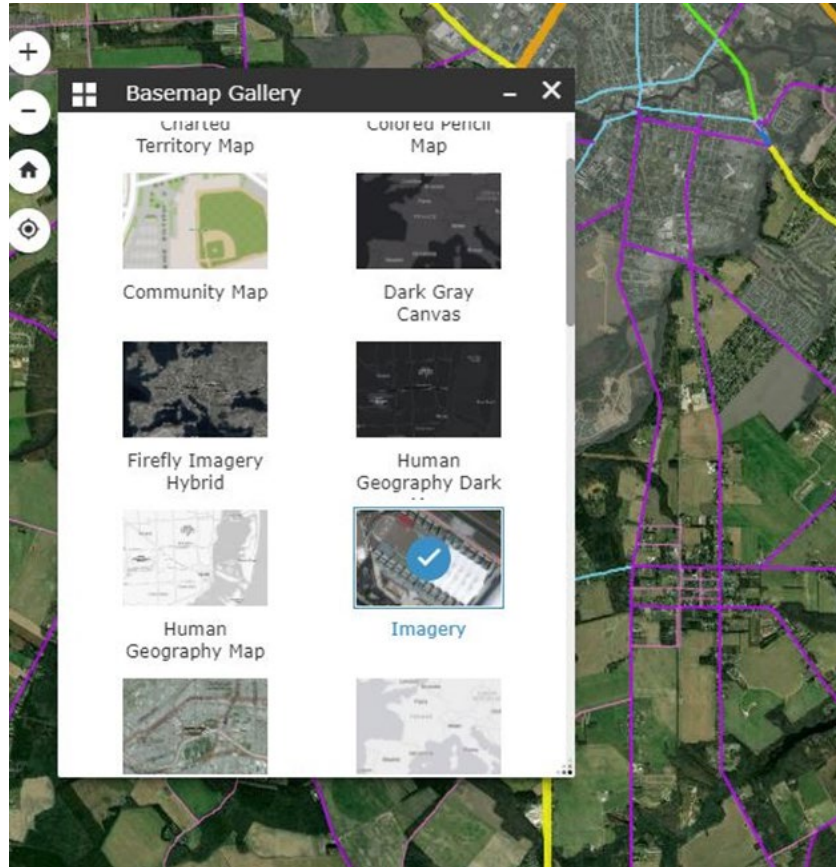 Basemap Gallery
Charted
Territory Map
Colored Pencil
Map
Community Map
Dark Gray
Canvas
Firefly Imagery
Hybrid
Human
Geography Dark
Human
Geography Map
Imagery